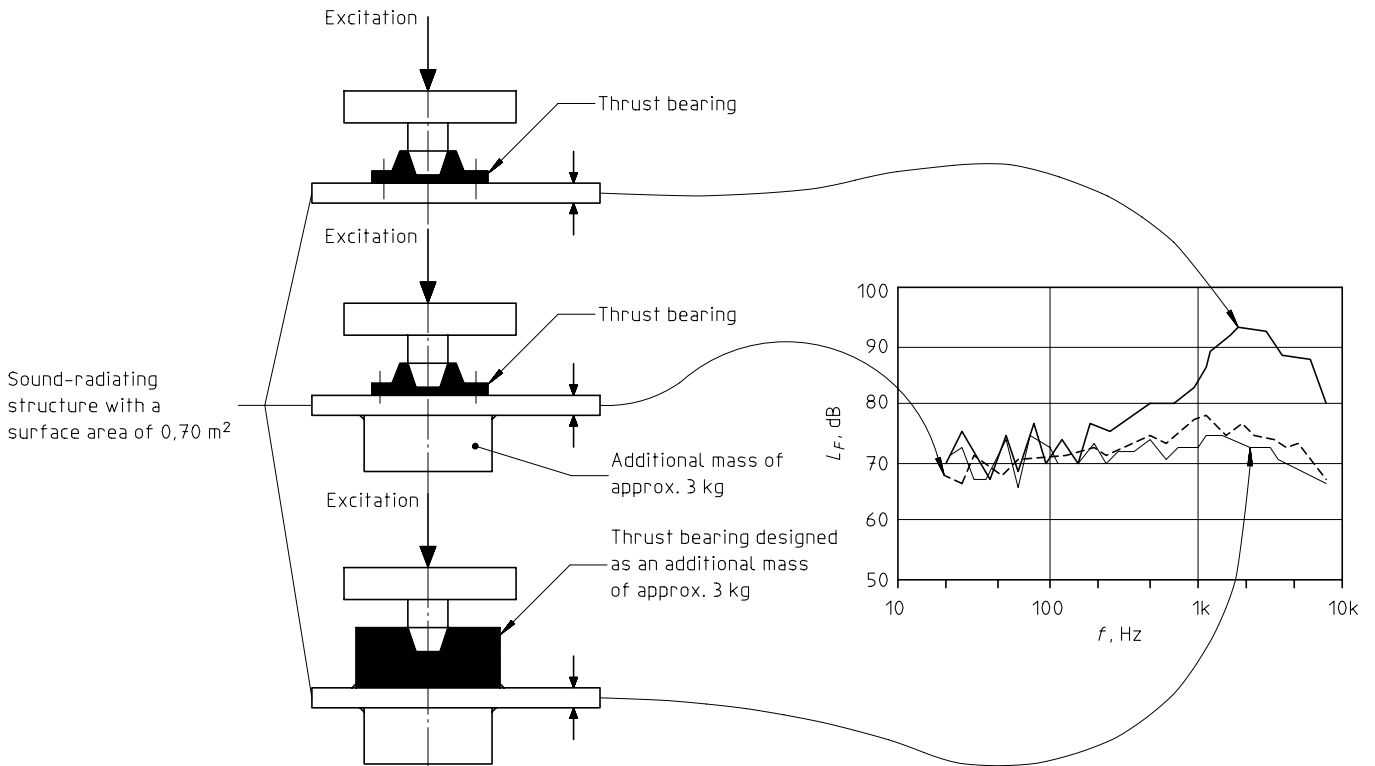 Excitation
Thrust bearing
Excitation
Thrust bearing
Sound-radiating
structure with a
surface area of 0,70 m²
Additional mass of
approx. 3 kg
Excitation
Thrust bearing designed
as an additional mass
of approx. 3 kg
100
90
80
70
60
50
L_F, dB
10
100
1k
10k
f, Hz